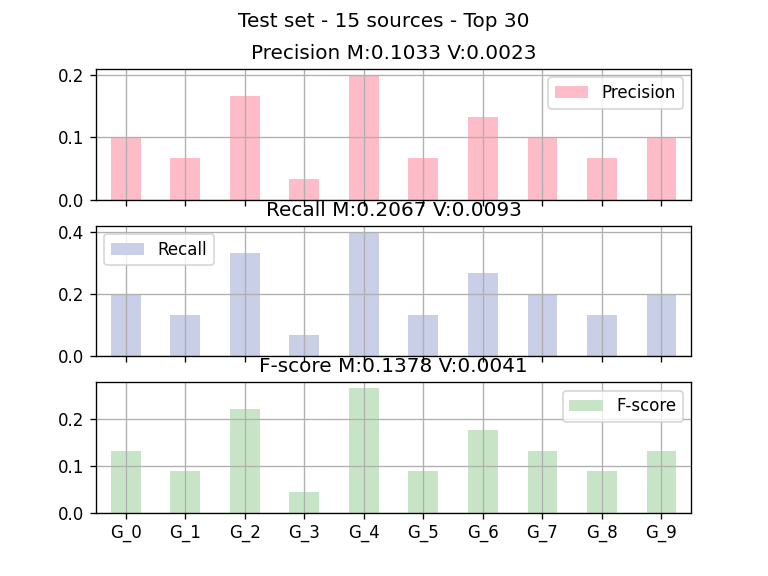 Test set - 15 sources - Top 30
Precision M:0.1033 V:0.0023
0.2
0.1
0.0
Precision
Recall M:0.2067 V:0.0093
0.4
0.2
0.0
Recall
F-score M:0.1378 V:0.0041
0.2
0.1
0.0
F-score
G_0 G_1 G_2 G_3 G_4 G_5 G_6 G_7 G_8 G_9